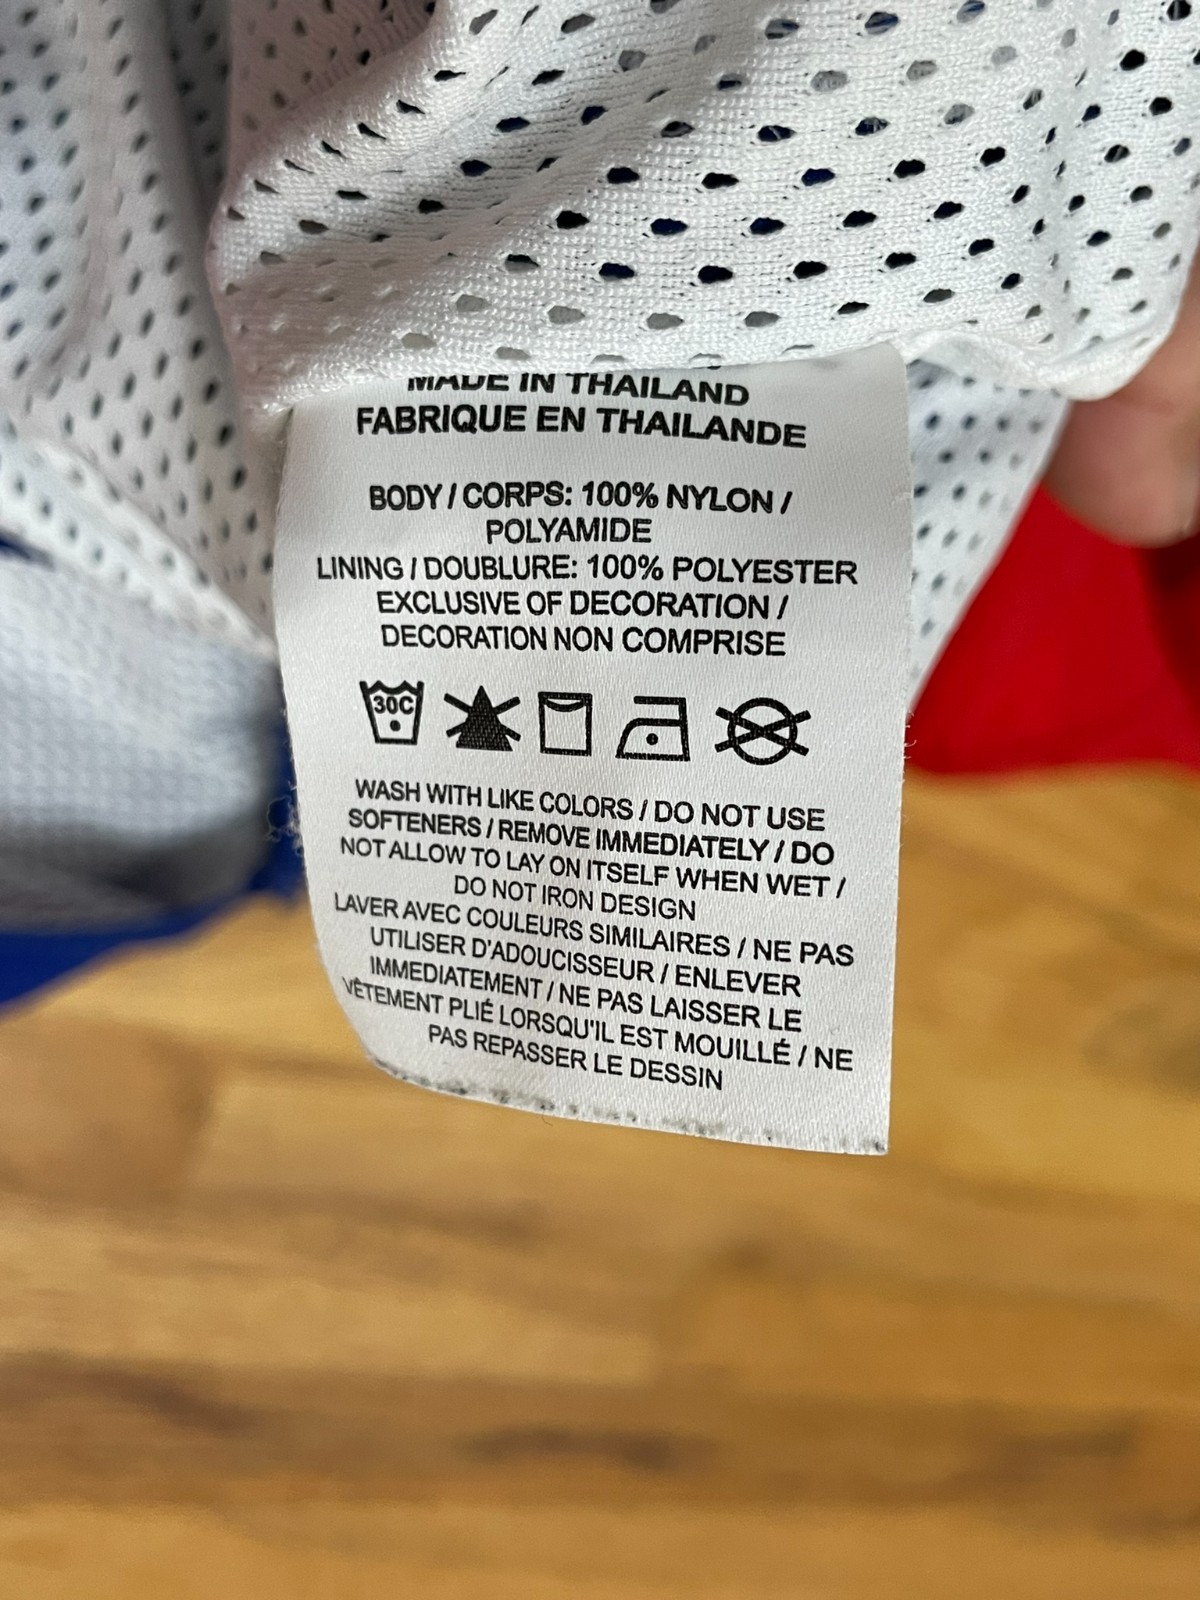 MADE IN THAILAND
FABRIQUE EN THAILANDE
BODY / CORPS: 100% NYLON /
POLYAMIDE
LINING / DOUBLURE: 100% POLYESTER
EXCLUSIVE OF DECORATION /
DECORATION NON COMPRISE
30C
WASH WITH LIKE COLORS / DO NOT USE
SOFTENERS / REMOVE IMMEDIATELY / DO
NOT ALLOW TO LAY ON ITSELF WHEN WET /
DO NOT IRON DESIGN
LAVER AVEC COULEURS SIMILAIRES / NE PAS
UTILISER D'ADOUCISSEUR / ENLEVER
IMMEDIATEMENT / NE PAS LAISSER LE
VÊTEMENT PLIÉ LORSQU'IL EST MOUILLÉ / NE
PAS REPASSER LE DESSIN